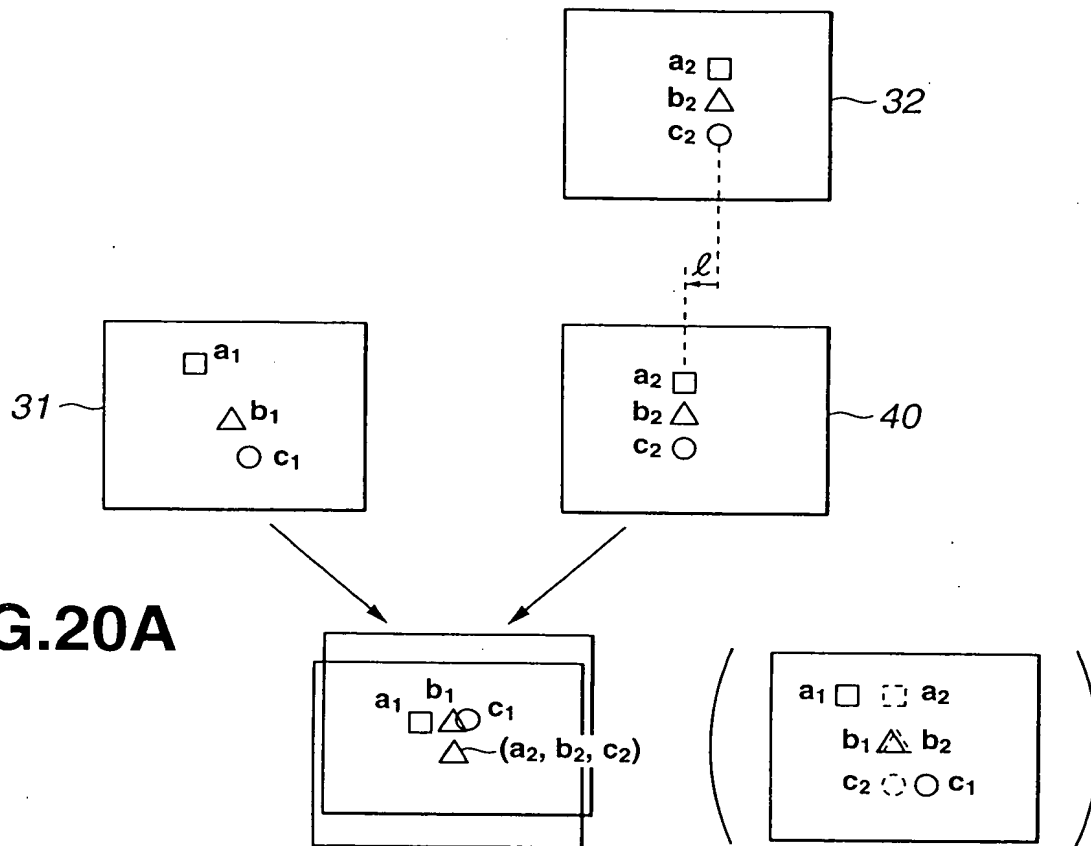 a2
b2
c2
32
ℓ
a1
b1
c1
31
a2
b2
c2
40
G.20A
a1 b1 c1
(a2, b2, c2)
a1 a2
b1 b2
c2 c1